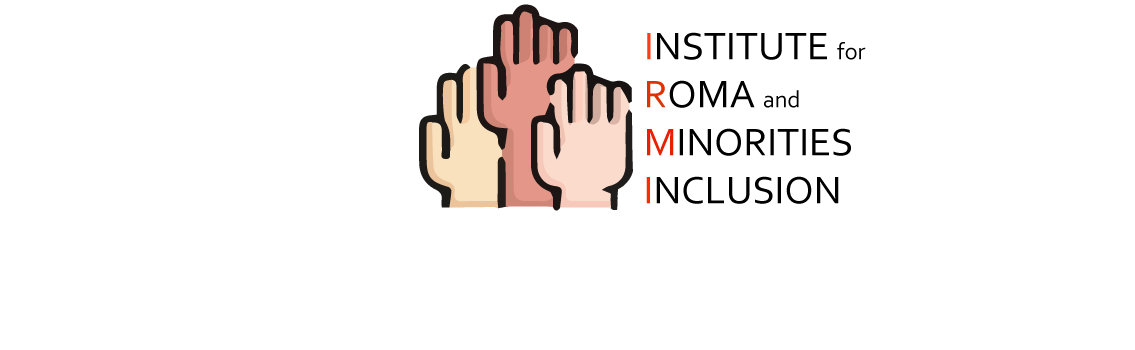 INSTITUTE for
ROMA and
MINORITIES
INCLUSION